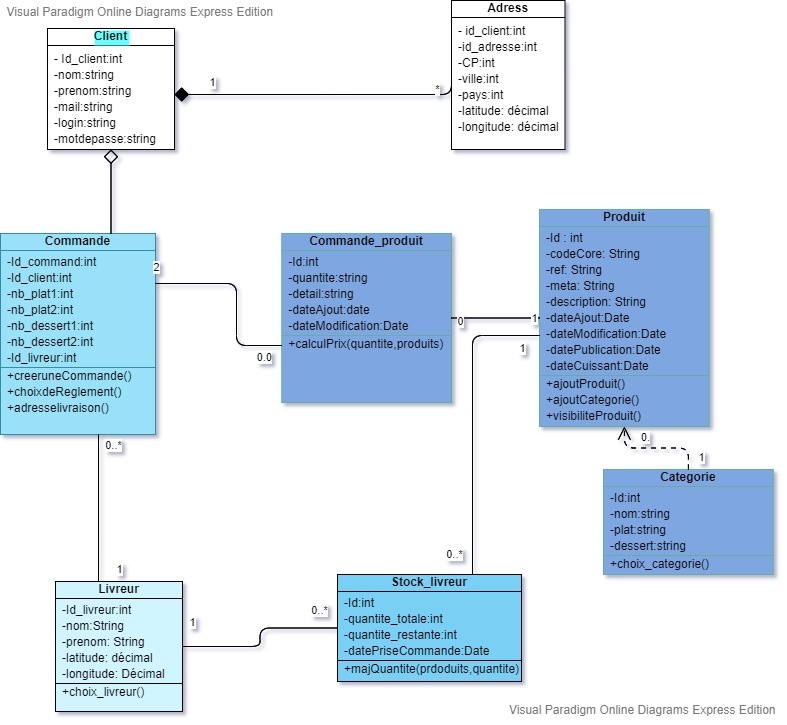 Visual Paradigm Online Diagrams Express Edition
Client
- Id_client:int
-nom:string
-prenom:string
-mail:string
-login:string
-motdepasse:string
1
*
Adress
- id_client:int
-id_adresse:int
-CP:int
-ville:int
-pays:int
-latitude: décimal
-longitude: décimal
Commande
-Id_command:int
-Id_client:int
-nb_plat1:int
-nb_plat2:int
-nb_dessert1:int
-nb_dessert2:int
-Id_livreur:int
+creeruneCommande()
+choixdeReglement()
+adresselivraison()
2
0.0
Commande_produit
-Id:int
-quantite:string
-detail:string
-dateAjout:date
-dateModification:Date
+calculPrix(quantite,produits)
0
1
Produit
-Id : int
-codeCore: String
-ref: String
-meta: String
-description: String
-dateAjout:Date
-dateModification:Date
-datePublication:Date
-dateCuissant:Date
+ajoutProduit()
+ajoutCategorie()
+visibiliteProduit()
1
0.
1
Categorie
-Id:int
-nom:string
-plat:string
-dessert:string
+choix_categorie()
0..*
1
Livreur
-Id_livreur:int
-nom:String
-prenom: String
-latitude: décimal
-longitude: Décimal
+choix_livreur()
1
0..*
0..*
Stock_livreur
-Id:int
-quantite_totale:int
-quantite_restante:int
-datePriseCommande:Date
+majQuantite(prdoduits,quantite)
Visual Paradigm Online Diagrams Express Edition